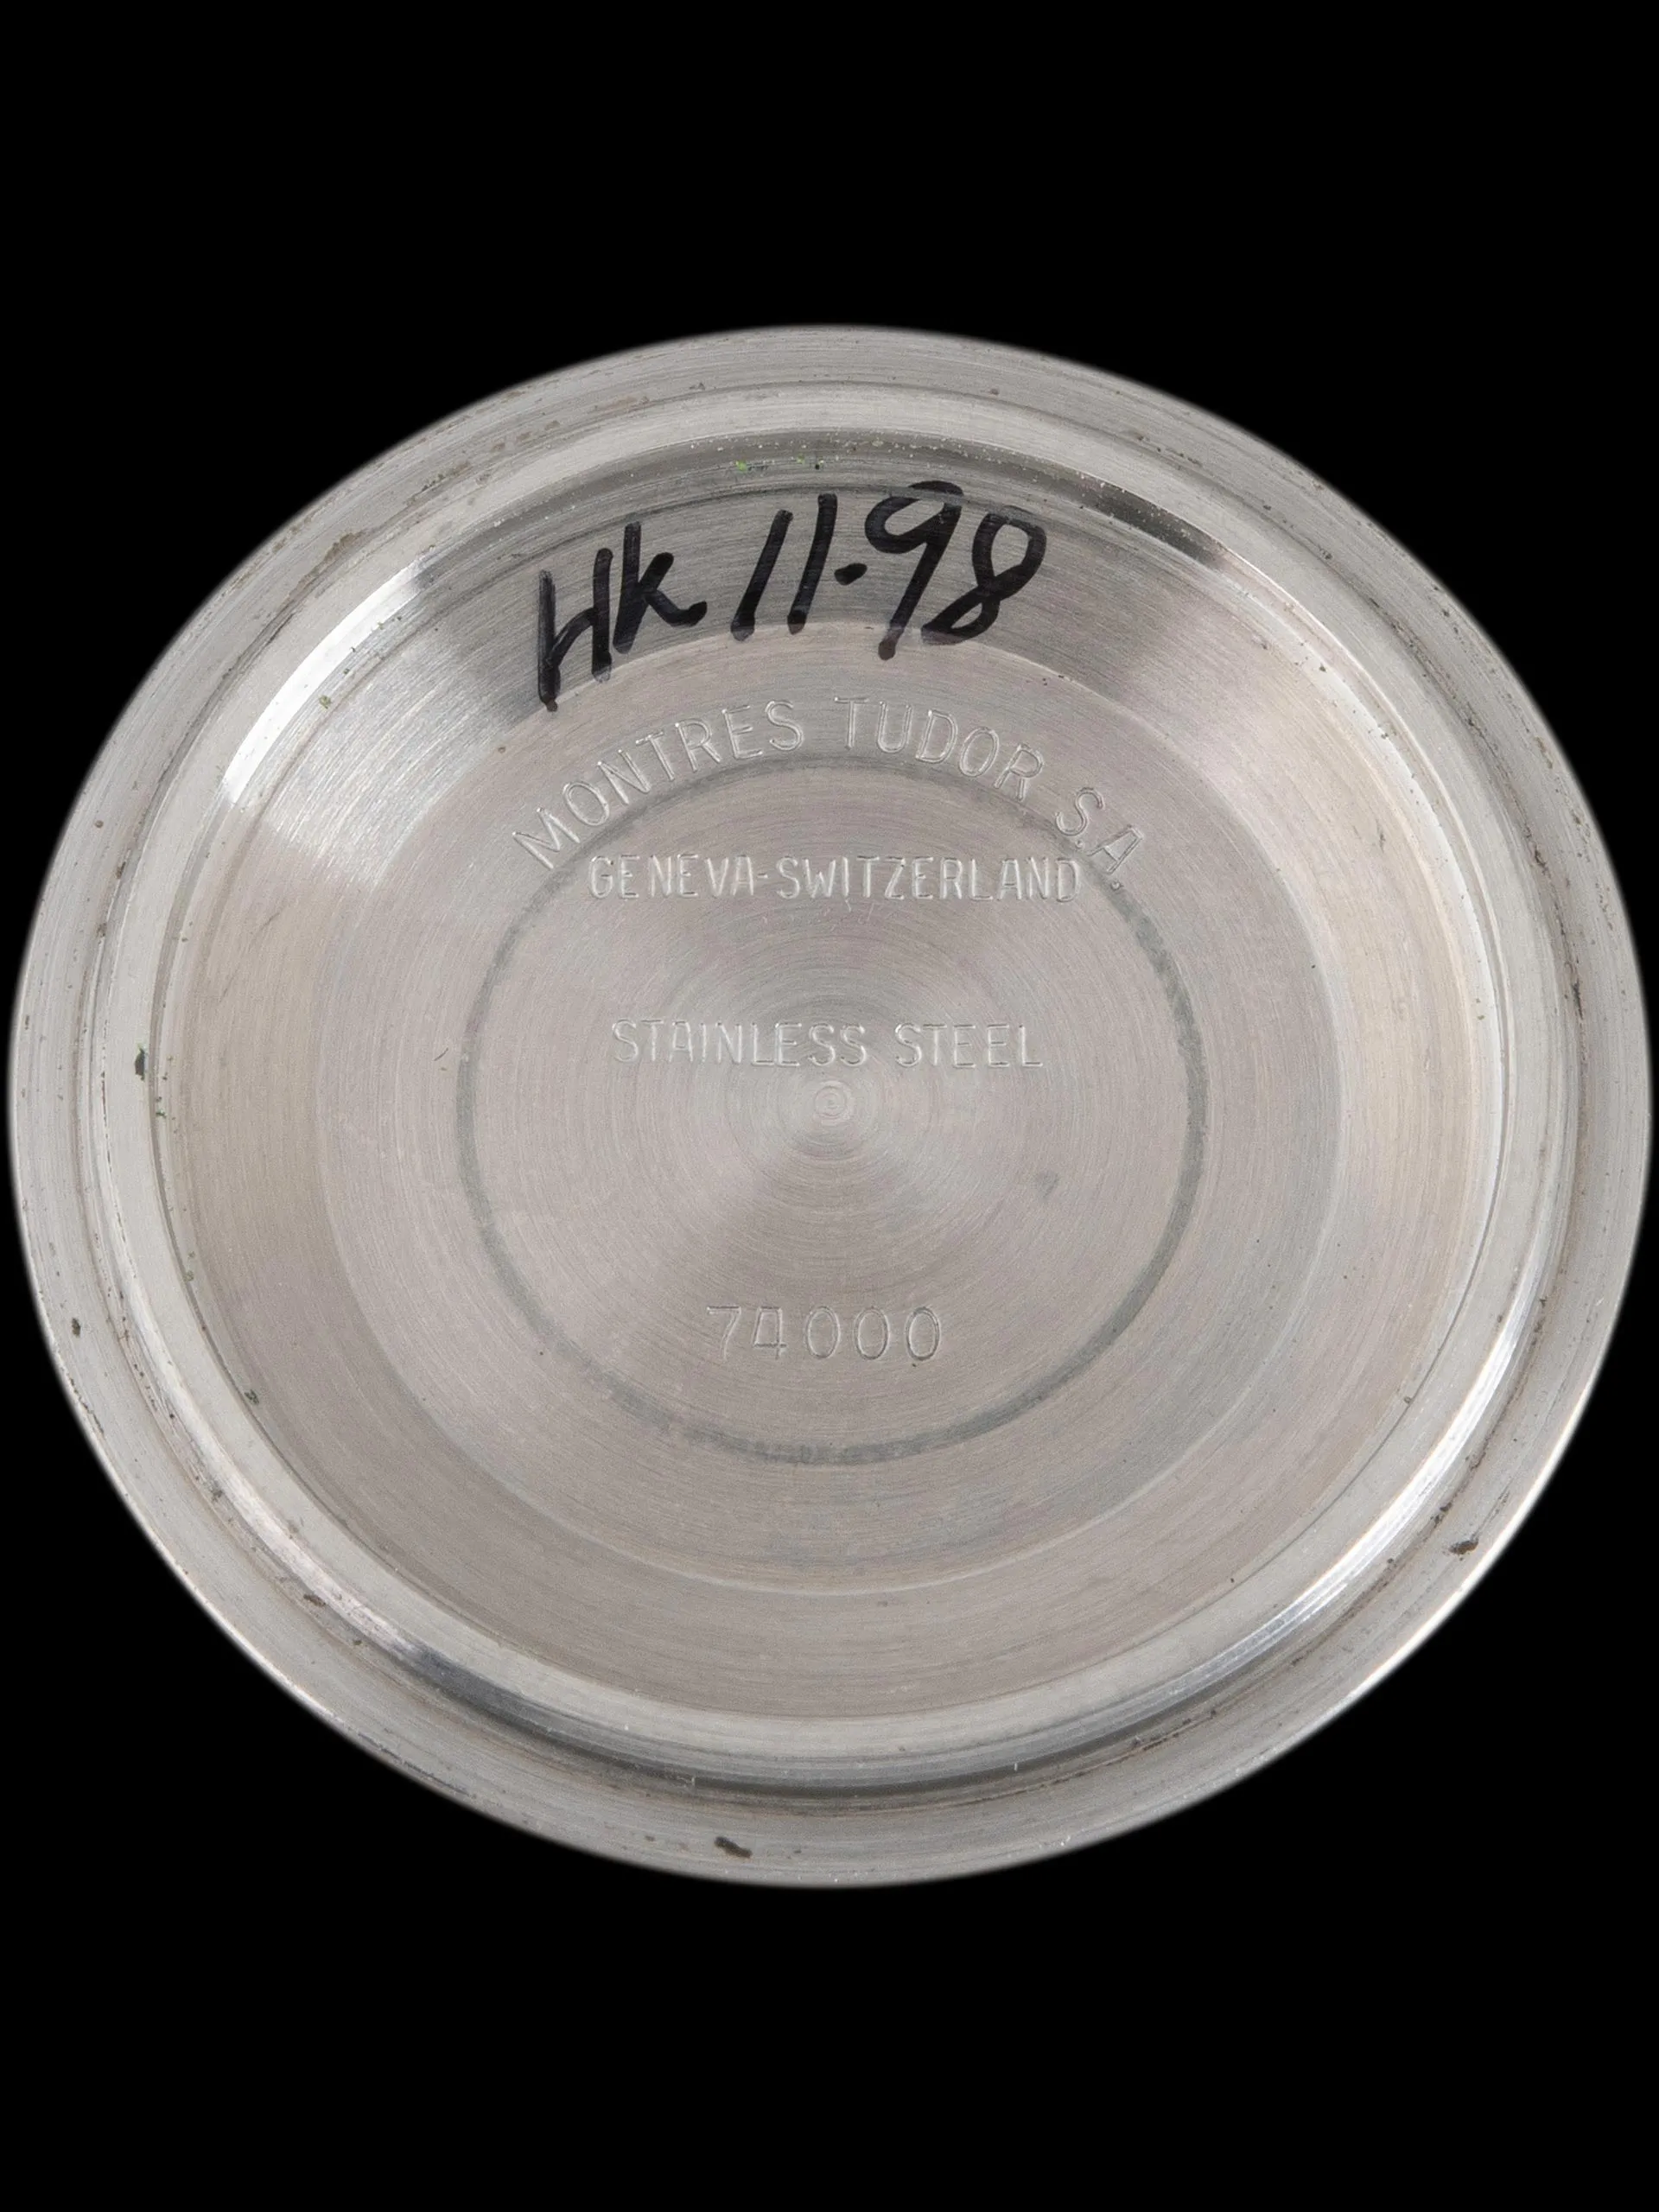 Hk 11-98
MONTRES TUDOR S.A.
GENEVA-SWITZERLAND
STAINLESS STEEL
74000